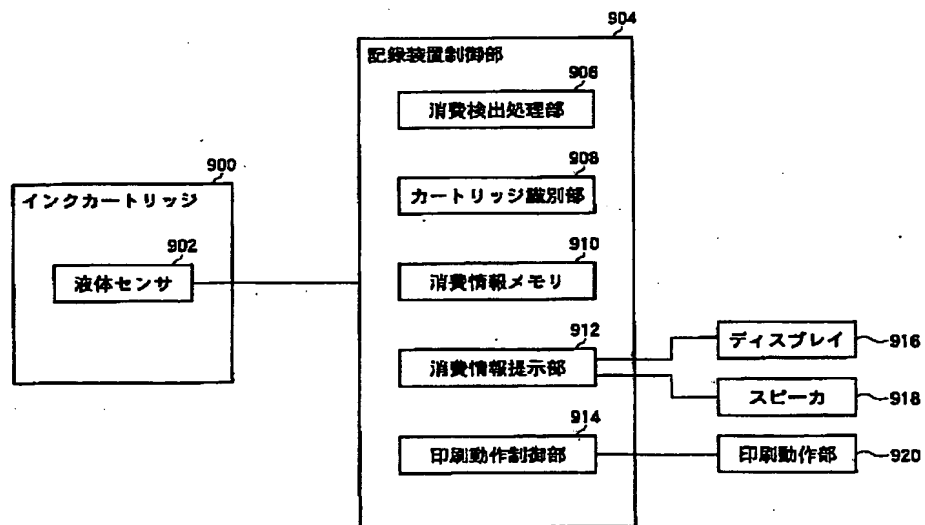 904
記録装置制御部
906
消費検出処理部
900
908
インクカートリッジ
カートリッジ識別部
902
910
液体センサ
消費情報メモリ
912
ディスプレイ
916
消費情報提示部
スピーカ
918
914
印刷動作制御部
印刷動作部
920